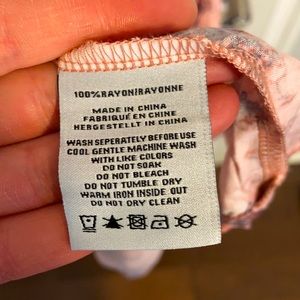 100%RAYON/RAYONNE
MADE IN CHINA
FABRIQUÉ EN CHINE
HERGESTELLT IN CHINA
WASH SEPERATELY BEFORE USE
COOL GENTLE MACHINE WASH
WITH LIKE COLORS
DO NOT SOAK
DO NOT BLEACH
DO NOT TUMBLE DRY
WARM IRON INSIDE OUT
DO NOT DRY CLEAN